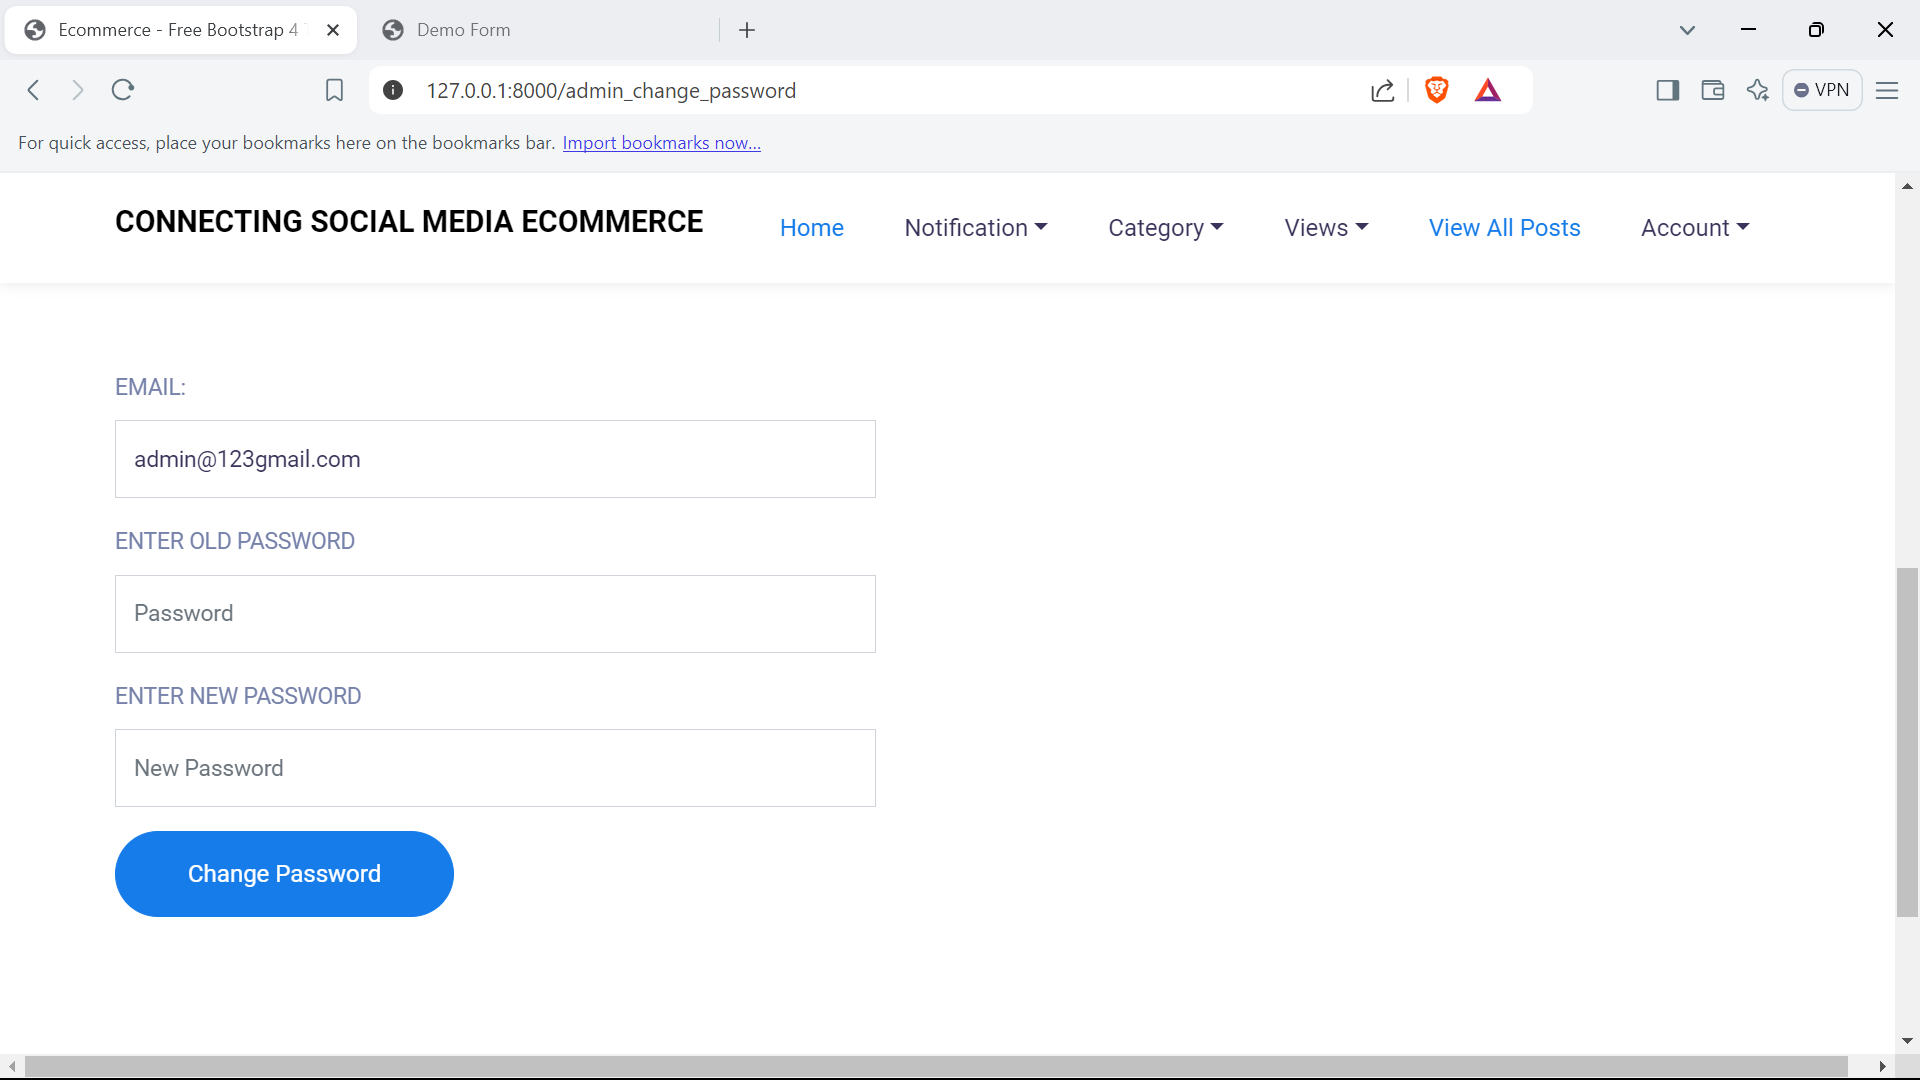 Ecommerce - Free Bootstrap 4
Demo Form
127.0.0.1:8000/admin_change_password
VPN
For quick access, place your bookmarks here on the bookmarks bar. Import bookmarks now...
CONNECTING SOCIAL MEDIA ECOMMERCE
Home
Notification
Category
Views
View All Posts
Account
EMAIL:
admin@123gmail.com
ENTER OLD PASSWORD
Password
ENTER NEW PASSWORD
New Password
Change Password